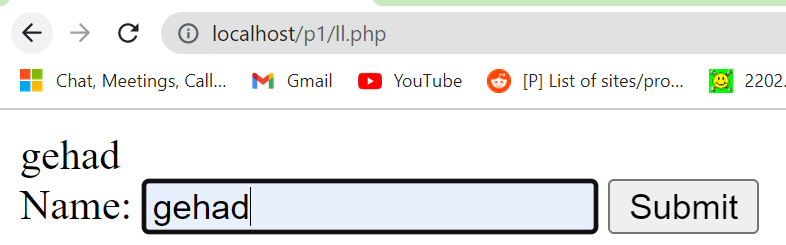 localhost/p1/ll.php
Chat, Meetings, Call... Gmail YouTube [P] List of sites/pro... 2202.
gehad
Name: gehad Submit